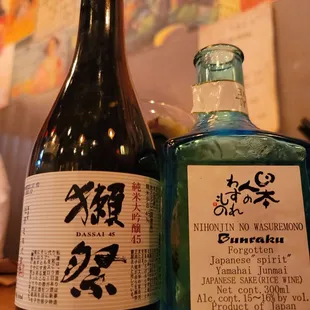 獺祭
DASSAI 45
純米大吟醸45
日本人の
わすれもの
NIHONJIN NO WASUREMONO
Bunraku
Forgotten
Japanese "spirit"
Yamahai Junmai
JAPANESE SAKE(RICE WINE)
Net cont. 300ml
Alc. cont. 15~16% by vol.
Product of Japan